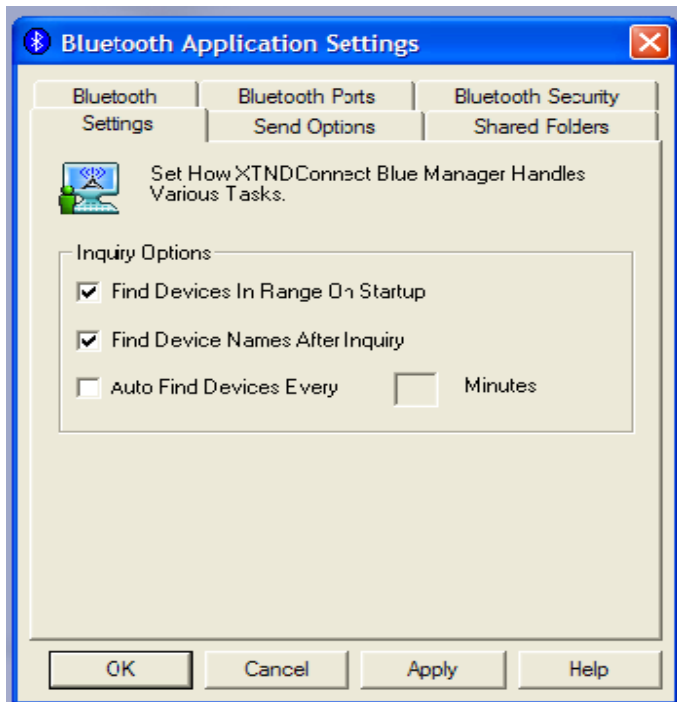 Bluetooth Application Settings
Bluetooth Bluetooth Ports Bluetooth Security
Settings Send Options Shared Folders
Set How XTNDConnect Blue Manager Handles
Various Tasks.
Inquiry Options
Find Devices In Range On Startup
Find Device Names After Inquiry
Auto Find Devices Every Minutes
OK Cancel Apply Help